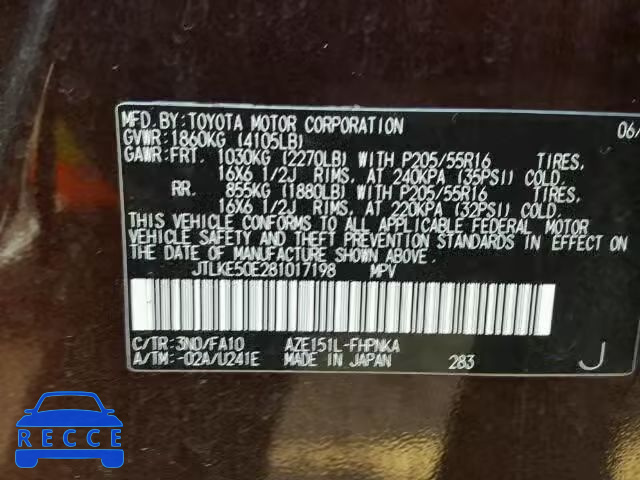 MFD.BY:TOYOTA MOTOR CORPORATION 06/
GVWR:1860KG (4105LB)
GAWR:FRT. 1030KG (2270LB) WITH P205/55R16 TIRES,
16X6 1/2J RIMS, AT 240KPA (35PSI) COLD.
RR. 855KG (1880LB) WITH P205/55R16 TIRES,
16X6 1/2J RIMS, AT 220KPA (32PSI) COLD.
THIS VEHICLE CONFORMS TO ALL APPLICABLE FEDERAL MOTOR
VEHICLE SAFETY AND THEFT PREVENTION STANDARDS IN EFFECT ON
THE DATE OF MANUFACTURE SHOWN ABOVE.
JTLKE50E281017198 MPV
C/TR:3N0/FA10 AZE151L-FHPNKA
A/TM:-02A/U241E MADE IN JAPAN 283 J
RECCE